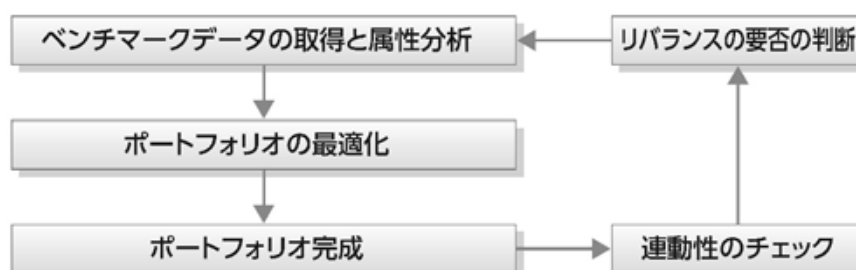 ベンチマークデータの取得と属性分析
リバランスの要否の判断
ポートフォリオの最適化
ポートフォリオ完成
連動性のチェック